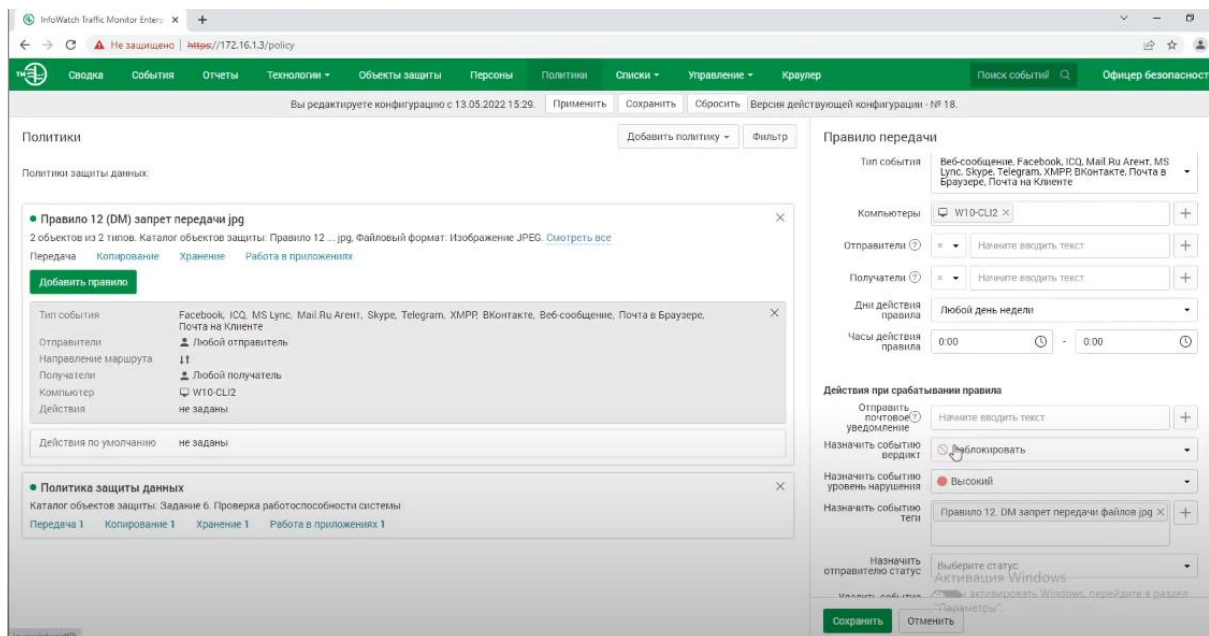 InfoWatch Traffic Monitor Enterp
Не защищено | https://172.16.1.3/policy
TM Сводка События Отчеты Технологии Объекты защиты Персоны Политики Списки Управление Краулер Поиск событий Офицер безопасност
Вы редактируете конфигурацию с 13.05.2022 15:29. Применить Сохранить Сбросить Версия действующей конфигурации - № 18.
Политики
Добавить политику Фильтр
Политики защиты данных:
Правило 12 (DM) запрет передачи jpg
2 объектов из 2 типов. Каталог объектов защиты: Правило 12 ... jpg, Файловый формат: Изображение JPEG. Смотреть все
Передача Копирование Хранение Работа в приложениях
Добавить правило
Тип события Facebook, ICQ, MS Lync, Mail.Ru Агент, Skype, Telegram, XMPP, ВКонтакте, Веб-сообщение, Почта в Браузере,
Почта на Клиенте
Отправители Любой отправитель
Направление маршрута
Получатели Любой получатель
Компьютер W10-CLI2
Действия не заданы
Действия по умолчанию не заданы
Политика защиты данных
Каталог объектов защиты: Задание 6. Проверка работоспособности системы
Передача 1 Копирование 1 Хранение 1 Работа в приложениях 1
Правило передачи
Тип события
Веб-сообщение, Facebook, ICQ, Mail.Ru Агент, MS
Lync, Skype, Telegram, XMPP, ВКонтакте, Почта в
Браузере, Почта на Клиенте
Компьютеры W10-CLI2
Отправители = Начните вводить текст
Получатели = Начните вводить текст
Дни действия
правила
Любой день недели
Часы действия
правила
0:00 - 0:00
Действия при срабатывании правила
Отправить
почтовое
уведомление
Начните вводить текст
Назначить событию
вердикт
Заблокировать
Назначить событию
уровень нарушения
Высокий
Назначить событию
теги
Правило 12. DM запрет передачи файлов jpg
Назначить
отправителю статус
Выберите статус
Активация Windows
Удалить событие
активировать Windows, перейдите в раздел
"Параметры".
Сохранить Отменить